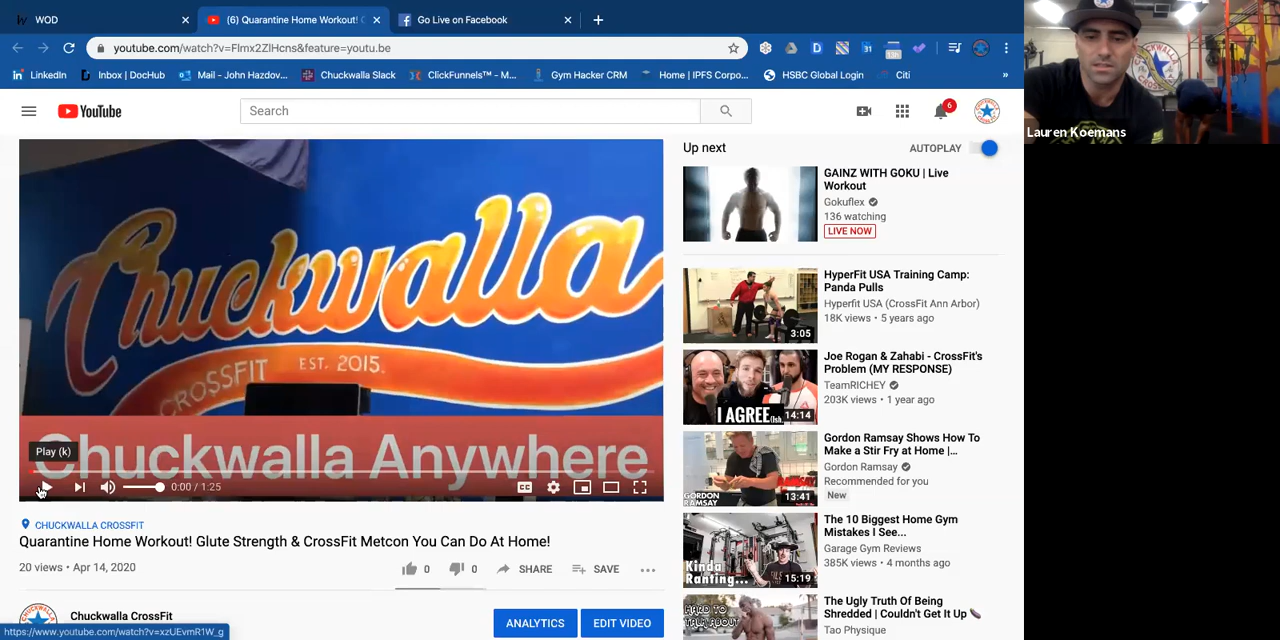 WOD
(6) Quarantine Home Workout! G
Go Live on Facebook
youtube.com/watch?v=FImx2ZlHcns&feature=youtu.be
LinkedIn
Inbox | DocHub
Mail - John Hazdov...
Chuckwalla Slack
ClickFunnels™ - M...
Gym Hacker CRM
Home | IPFS Corpo...
HSBC Global Login
Citi
»
YouTube
Search
6
Chuckwalla
CROSSFIT EST. 2015.
Chuckwalla Anywhere
Play (k)
0:00 / 1:25
CHUCKWALLA CROSSFIT
Quarantine Home Workout! Glute Strength & CrossFit Metcon You Can Do At Home!
20 views • Apr 14, 2020
0
0
SHARE
SAVE
Chuckwalla CrossFit
ANALYTICS
EDIT VIDEO
https://www.youtube.com/watch?v=xzUEvmR1W_g
Up next
AUTOPLAY
GAINZ WITH GOKU | Live
Workout
Gokuflex
136 watching
LIVE NOW
HyperFit USA Training Camp:
Panda Pulls
Hyperfit USA (CrossFit Ann Arbor)
18K views • 5 years ago
3:05
Joe Rogan & Zahabi - CrossFit's
Problem (MY RESPONSE)
TeamRICHEY
203K views • 1 year ago
I AGREE (ish.
14:14
Gordon Ramsay Shows How To
Make a Stir Fry at Home |...
Gordon Ramsay
Recommended for you
New
GORDON
RAMSAY
13:41
The 10 Biggest Home Gym
Mistakes I See...
Garage Gym Reviews
385K views • 4 months ago
Kinda
Ranting...
15:19
The Ugly Truth Of Being
Shredded | Couldn't Get It Up
Tao Physique
HARD TO
TALK ABOUT
Lauren Koemans